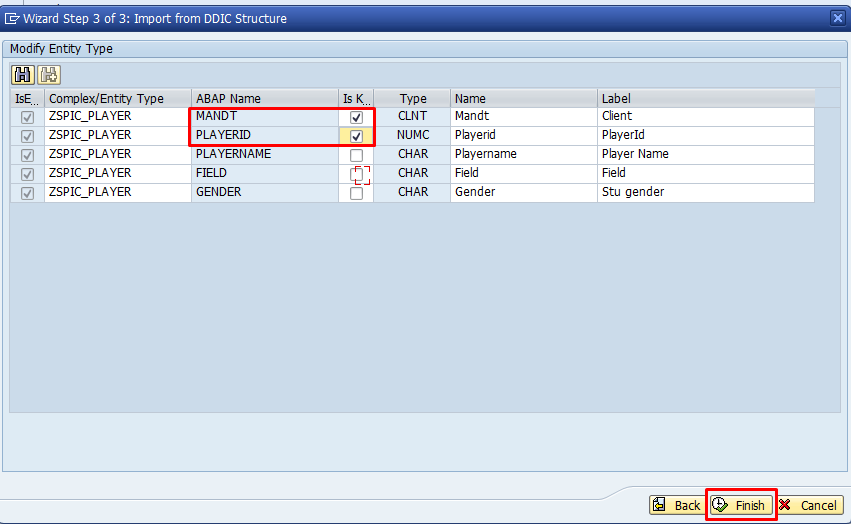 Wizard Step 3 of 3: Import from DDIC Structure
Modify Entity Type
IsE... Complex/Entity Type ABAP Name Is K... Type Name Label
ZSPIC_PLAYER MANDT CLNT Mandt Client
ZSPIC_PLAYER PLAYERID NUMC Playerid PlayerId
ZSPIC_PLAYER PLAYERNAME CHAR Playername Player Name
ZSPIC_PLAYER FIELD CHAR Field Field
ZSPIC_PLAYER GENDER CHAR Gender Stu gender
Back Finish Cancel